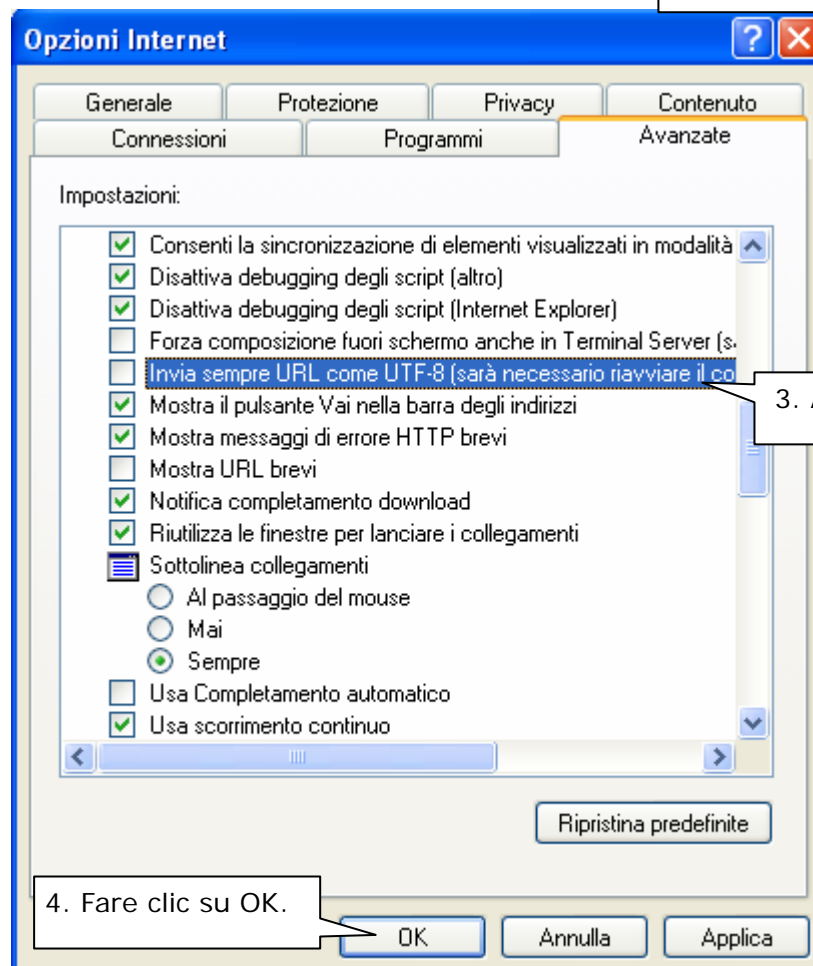 Opzioni Internet
Generale Protezione Privacy Contenuto
Connessioni Programmi Avanzate
Impostazioni:
Consenti la sincronizzazione di elementi visualizzati in modalità
Disattiva debugging degli script (altro)
Disattiva debugging degli script (Internet Explorer)
Forza composizione fuori schermo anche in Terminal Server (s
Invia sempre URL come UTF-8 (sarà necessario riavviare il co
3. A
Mostra il pulsante Vai nella barra degli indirizzi
Mostra messaggi di errore HTTP brevi
Mostra URL brevi
Notifica completamento download
Riutilizza le finestre per lanciare i collegamenti
Sottolinea collegamenti
Al passaggio del mouse
Mai
Sempre
Usa Completamento automatico
Usa scorrimento continuo
Ripristina predefinite
4. Fare clic su OK.
OK Annulla Applica